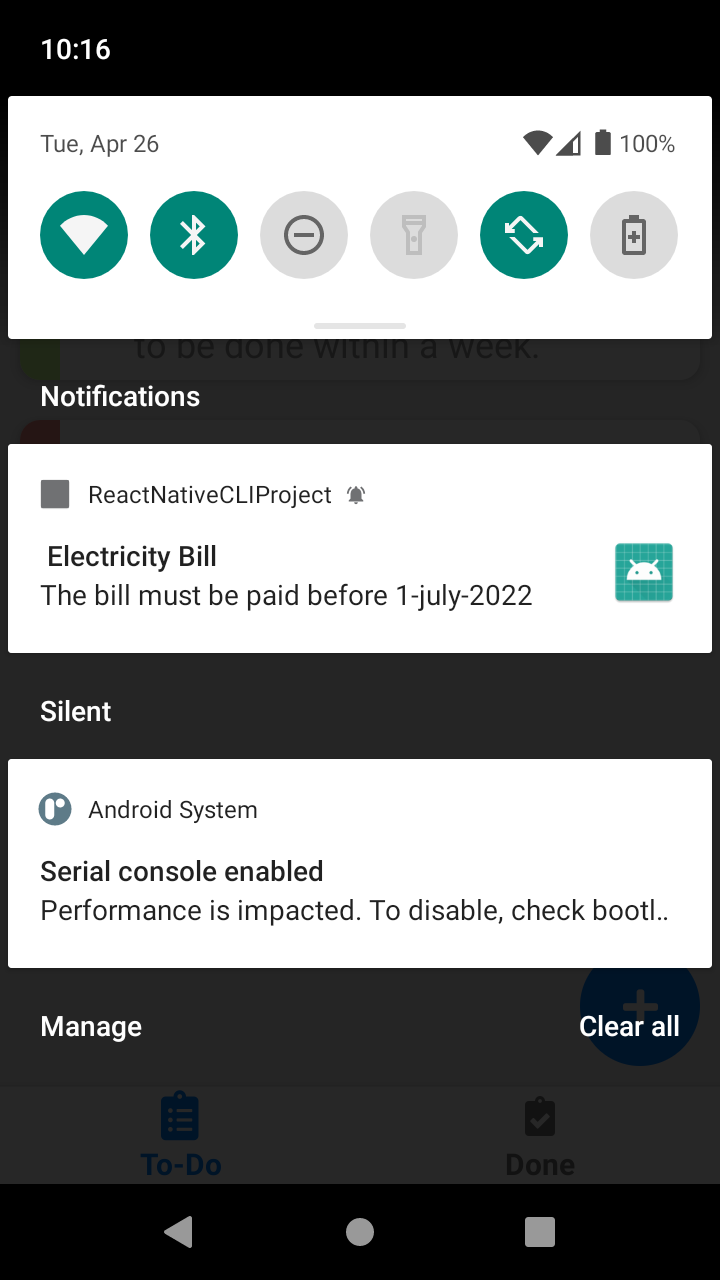 10:16
Tue, Apr 26
100%
to be done within a week.
Notifications
ReactNativeCLIProject
Electricity Bill
The bill must be paid before 1-july-2022
Silent
Android System
Serial console enabled
Performance is impacted. To disable, check bootl..
Manage
Clear all
To-Do
Done